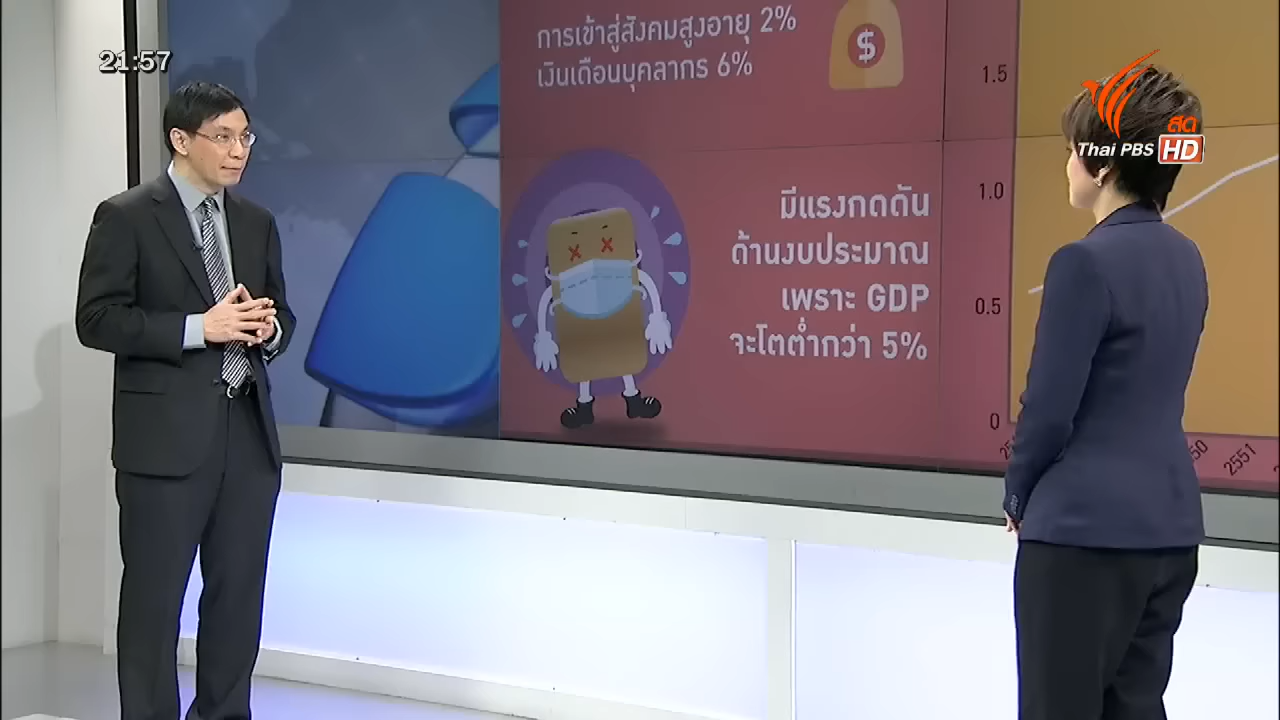 21:57
การเข้าสู่สังคมสูงอายุ 2%
เงินเดือนบุคลากร 6%
$
มีแรงกดดัน
ด้านงบประมาณ
เพราะ GDP
จะโตต่ำกว่า 5%
1.5
1.0
0.5
0
2551
สด
Thai PBS HD